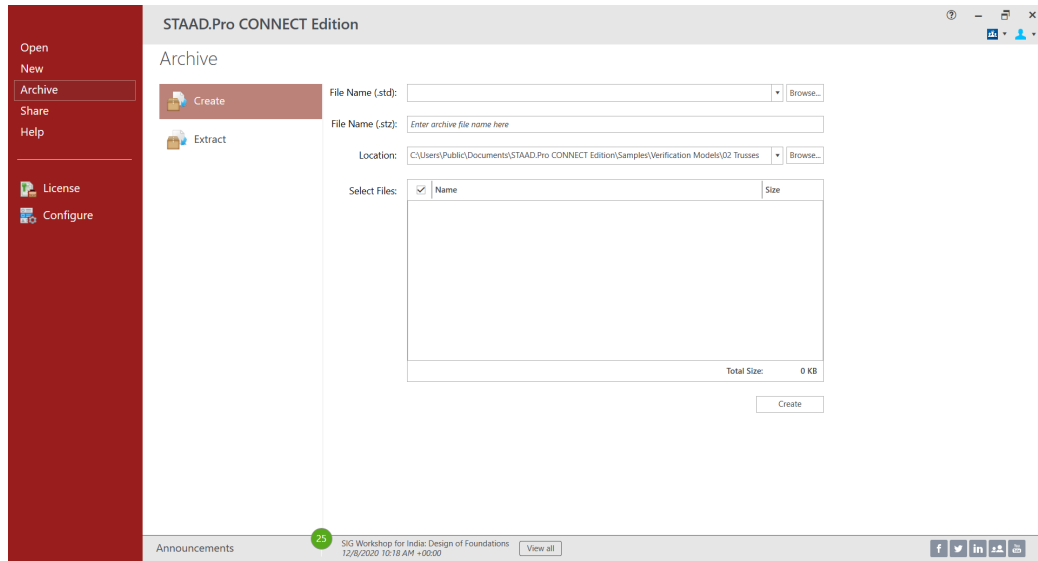 STAAD.Pro CONNECT Edition
Open
New
Archive
Share
Help
License
Configure
Archive
Create
Extract
File Name (.std):
Browse...
File Name (.stz):
Enter archive file name here
Location:
C:\Users\Public\Documents\STAAD.Pro CONNECT Edition\Samples\Verification Models\02 Trusses
Browse...
Select Files:
Name
Size
Total Size:
0 KB
Create
Announcements
25
SIG Workshop for India: Design of Foundations
12/8/2020 10:18 AM +00:00
View all